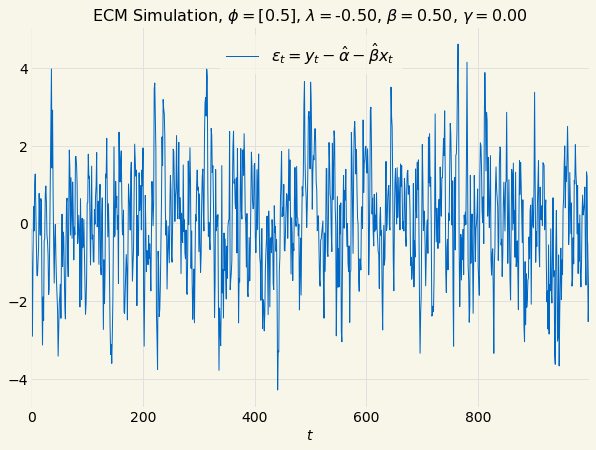 ECM Simulation, ϕ = [0.5], λ = -0.50, β = 0.50, γ = 0.00
εₜ = yₜ − α̂ − β̂xₜ
4
2
0
−2
−4
0 200 400 600 800
t